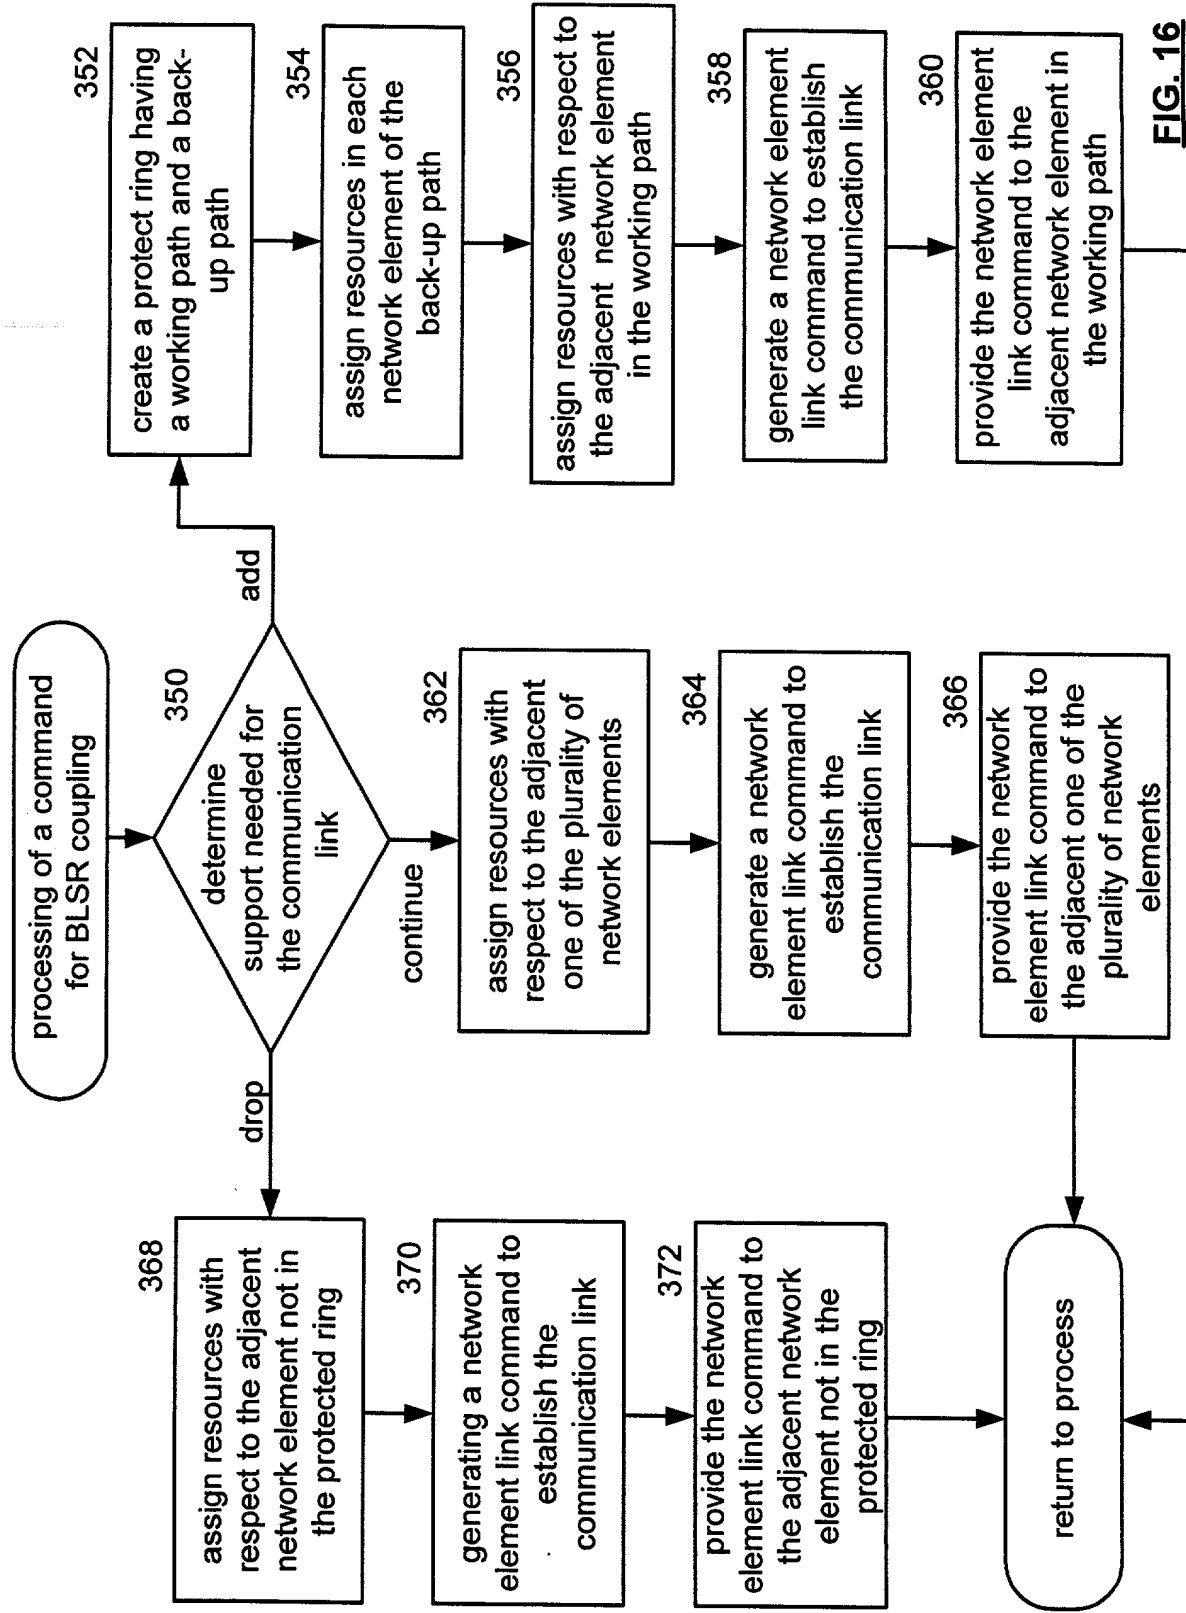 processing of a command
for BLSR coupling
350
determine
support needed for
the communication
link
add
continue
drop
352
create a protect ring having
a working path and a back-
up path
354
assign resources in each
network element of the
back-up path
356
assign resources with respect to
the adjacent network element
in the working path
358
generate a network element
link command to establish
the communication link
360
provide the network element
link command to the
adjacent network element in
the working path
362
assign resources with
respect to the adjacent
one of the plurality of
network elements
364
generate a network
element link command to
establish the
communication link
366
provide the network
element link command to
the adjacent one of the
plurality of network
elements
368
assign resources with
respect to the adjacent
network element not in
the protected ring
370
generating a network
element link command to
establish the
communication link
372
provide the network
element link command to
the adjacent network
element not in the
protected ring
return to process
FIG. 16